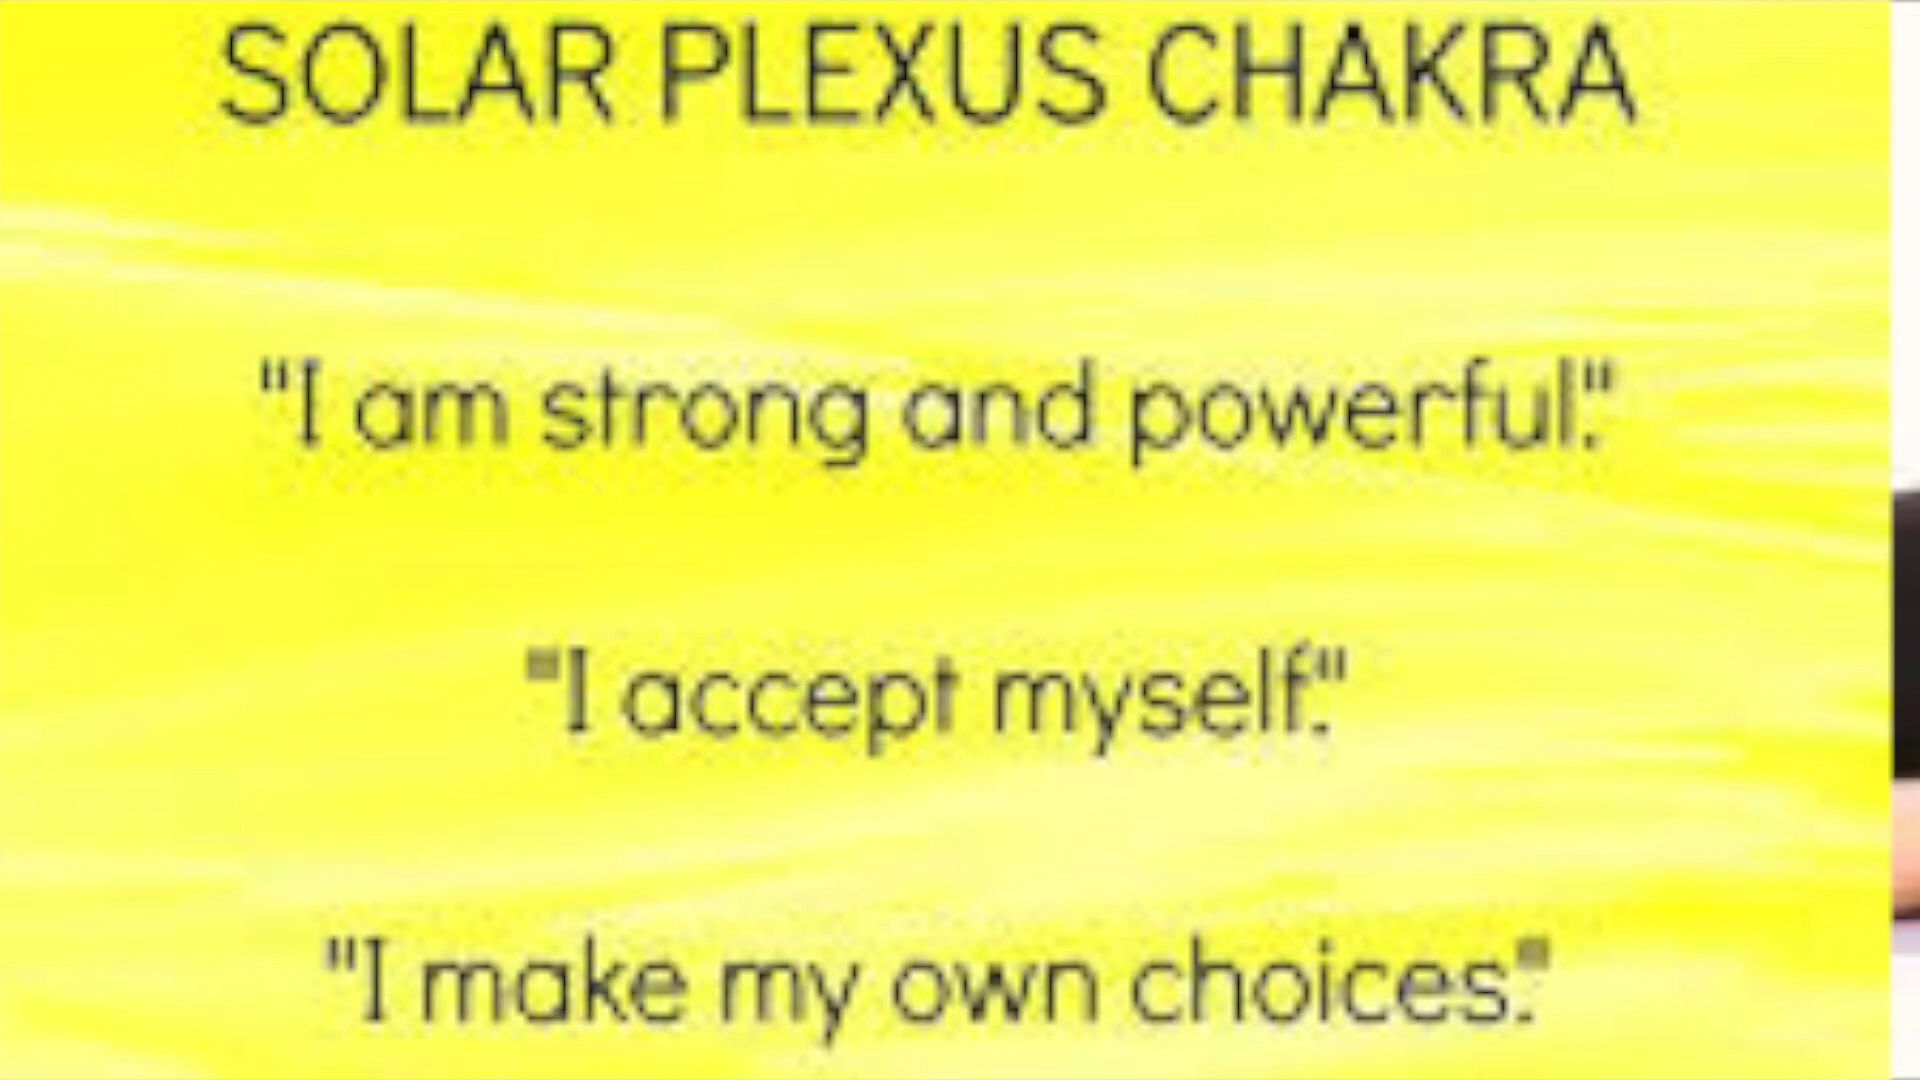 SOLAR PLEXUS CHAKRA
"I am strong and powerful."
"I accept myself."
"I make my own choices."